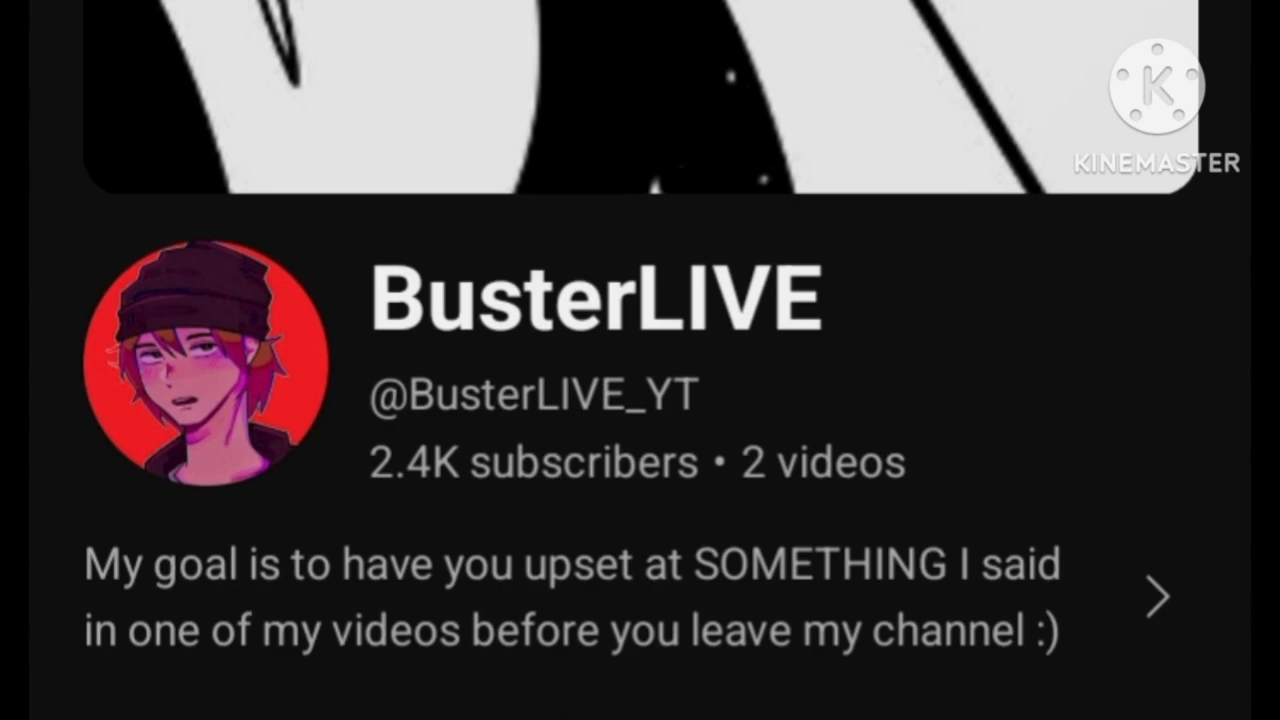 K
KINEMASTER
BusterLIVE
@BusterLIVE_YT
2.4K subscribers • 2 videos
My goal is to have you upset at SOMETHING I said
in one of my videos before you leave my channel :)